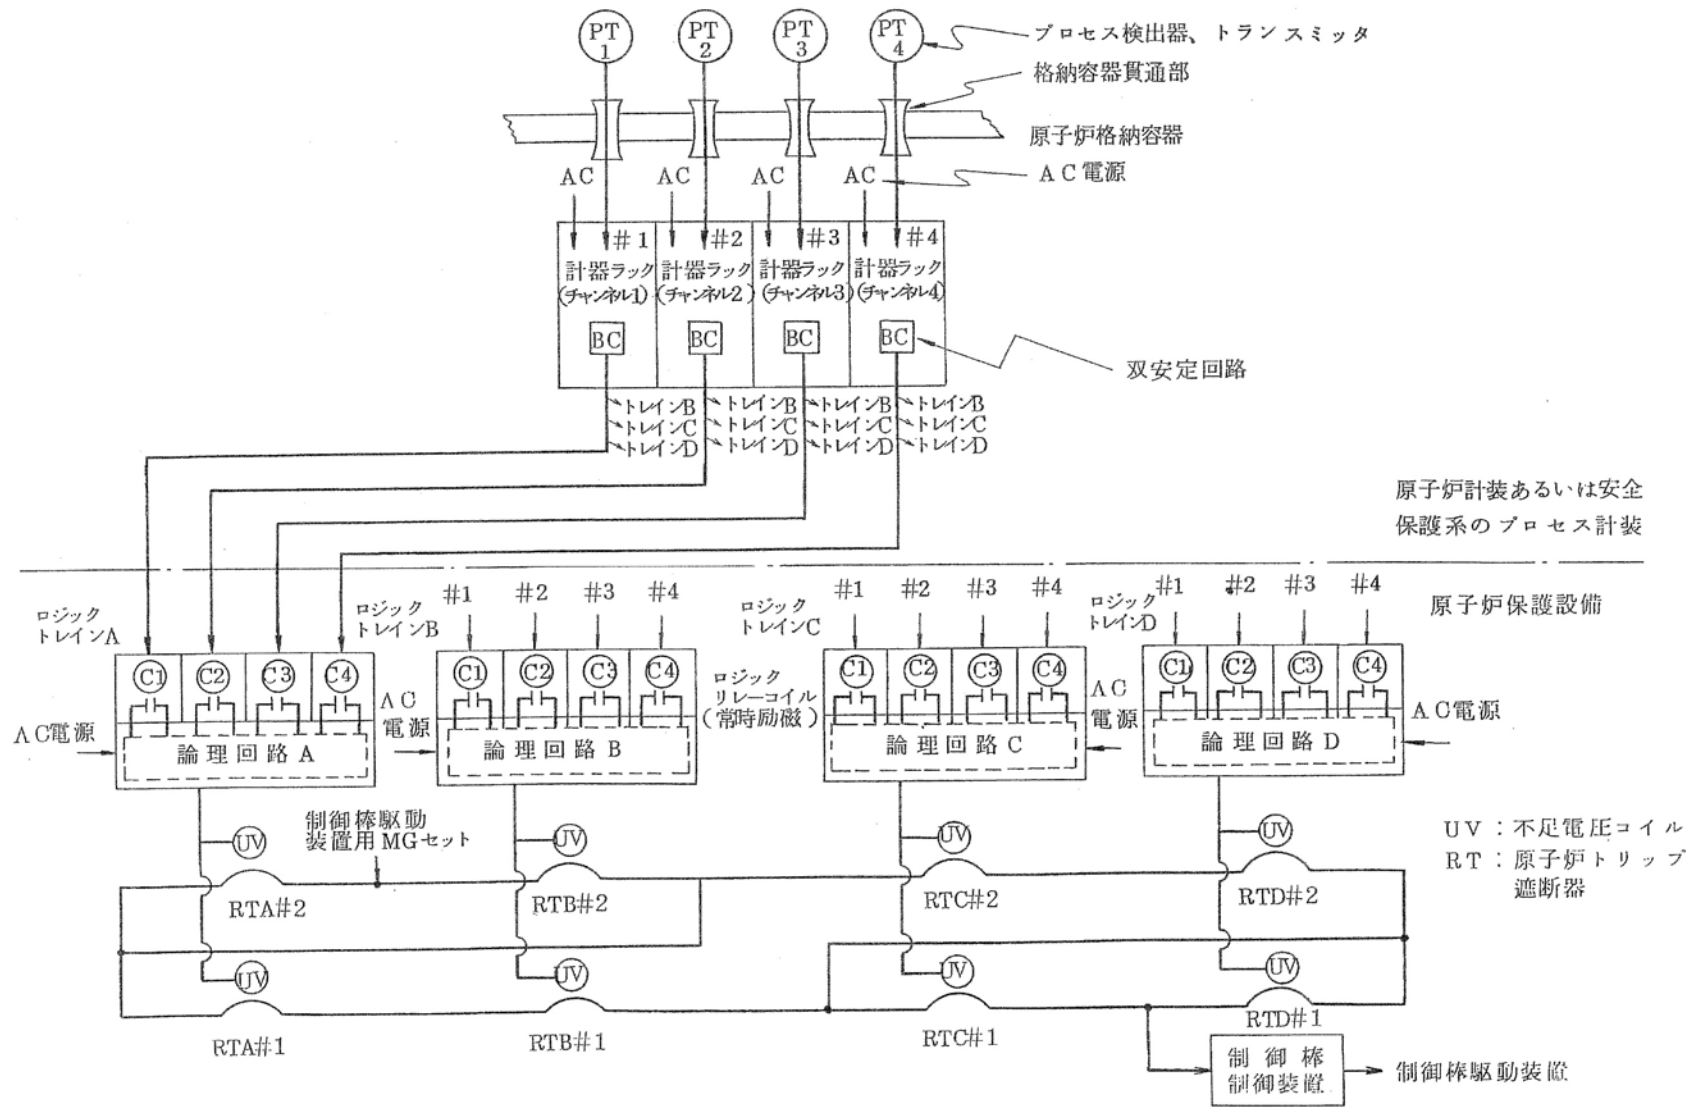 PT
1
PT
2
PT
3
PT
4
プロセス検出器、トランスミッタ
格納容器貫通部
原子炉格納容器
AC
AC
AC
AC
AC電源
#1
#2
#3
#4
計器ラック
(チャンネル1)
計器ラック
(チャンネル2)
計器ラック
(チャンネル3)
計器ラック
(チャンネル4)
BC
BC
BC
BC
双安定回路
トレインB
トレインC
トレインD
トレインB
トレインC
トレインD
トレインB
トレインC
トレインD
トレインB
トレインC
トレインD
原子炉計装あるいは安全
保護系のプロセス計装
原子炉保護設備
ロジック
トレインA
ロジック
トレインB
#1
#2
#3
#4
ロジック
トレインC
#1
#2
#3
#4
ロジック
トレインD
#1
#2
#3
#4
C1
C2
C3
C4
C1
C2
C3
C4
C1
C2
C3
C4
C1
C2
C3
C4
ロジック
リレーコイル
(常時励磁)
AC電源
AC
電源
AC
電源
AC電源
論理回路A
論理回路B
論理回路C
論理回路D
制御棒駆動
装置用MGセット
UV
UV
UV
UV
UV:不足電圧コイル
RT:原子炉トリップ
遮断器
RTA#2
RTB#2
RTC#2
RTD#2
UV
UV
UV
UV
RTA#1
RTB#1
RTC#1
RTD#1
制御棒
制御装置
制御棒駆動装置